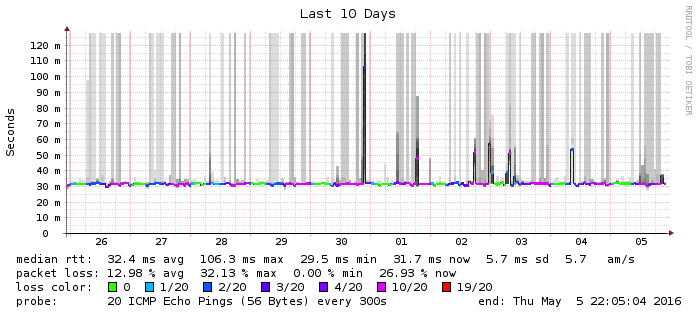 Last 10 Days
RRDTOOL / TOBI OETIKER
Seconds
120 m
110 m
100 m
90 m
80 m
70 m
60 m
50 m
40 m
30 m
20 m
10 m
0
26 27 28 29 30 01 02 03 04 05
median rtt: 32.4 ms avg 106.3 ms max 29.5 ms min 31.7 ms now 5.7 ms sd 5.7 am/s
packet loss: 12.98 % avg 32.13 % max 0.00 % min 26.93 % now
loss color: 0 1/20 2/20 3/20 4/20 10/20 19/20
probe: 20 ICMP Echo Pings (56 Bytes) every 300s end: Thu May 5 22:05:04 2016